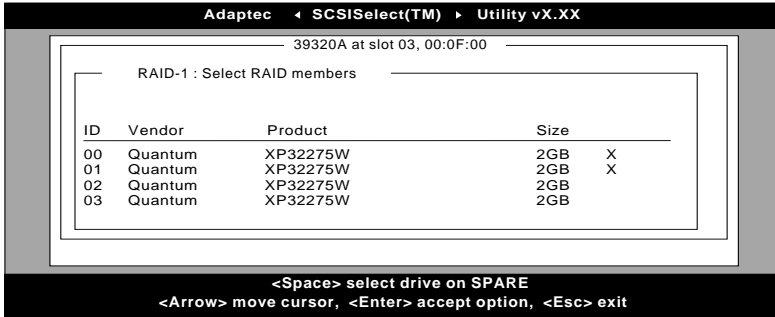 Adaptec ◂ SCSISelect(TM) ▸ Utility vX.XX
39320A at slot 03, 00:0F:00
RAID-1 : Select RAID members
ID Vendor Product Size
00 Quantum XP32275W 2GB X
01 Quantum XP32275W 2GB X
02 Quantum XP32275W 2GB
03 Quantum XP32275W 2GB
<Space> select drive on SPARE
<Arrow> move cursor, <Enter> accept option, <Esc> exit